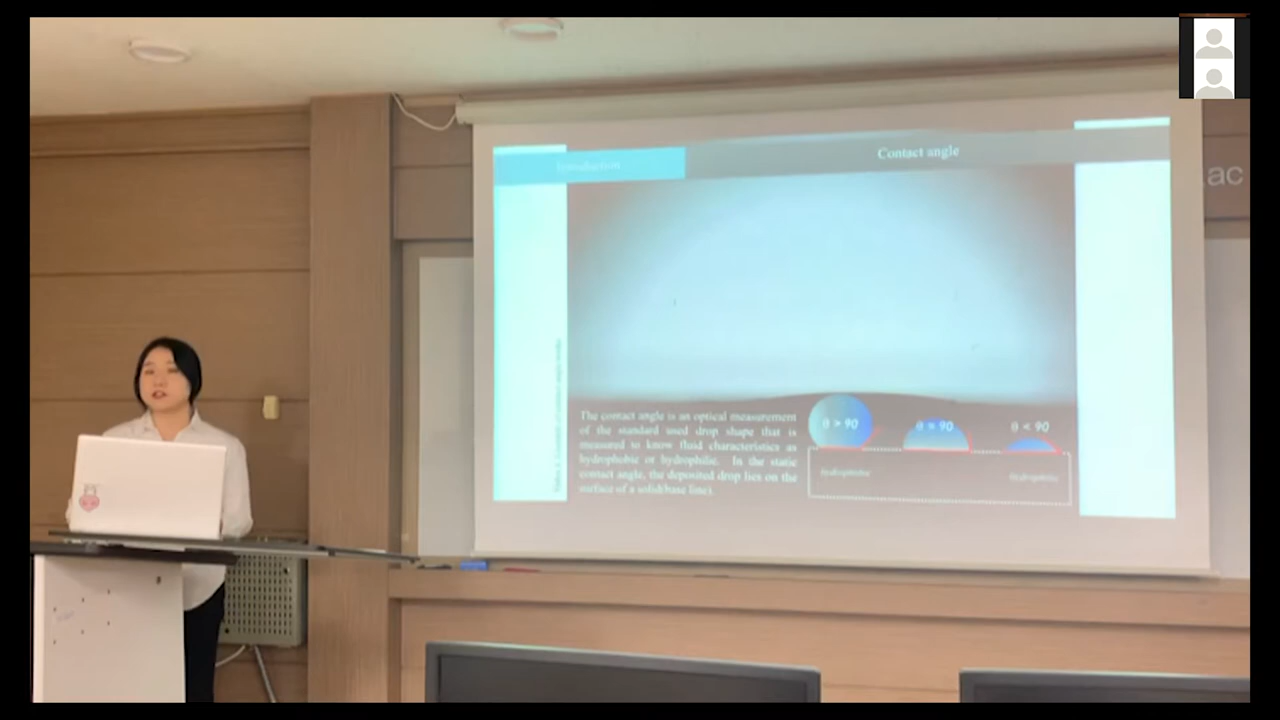 Introduction
Contact angle
ac
The contact angle is an optical measurement
of the standard used drop shape that is
measured to know fluid characteristics as
hydrophobic or hydrophilic. In the static
contact angle, the deposited drop lies on the
surface of a solid(base line).
θ > 90
θ ≈ 90
θ < 90
Hydrophobic
Hydrophilic